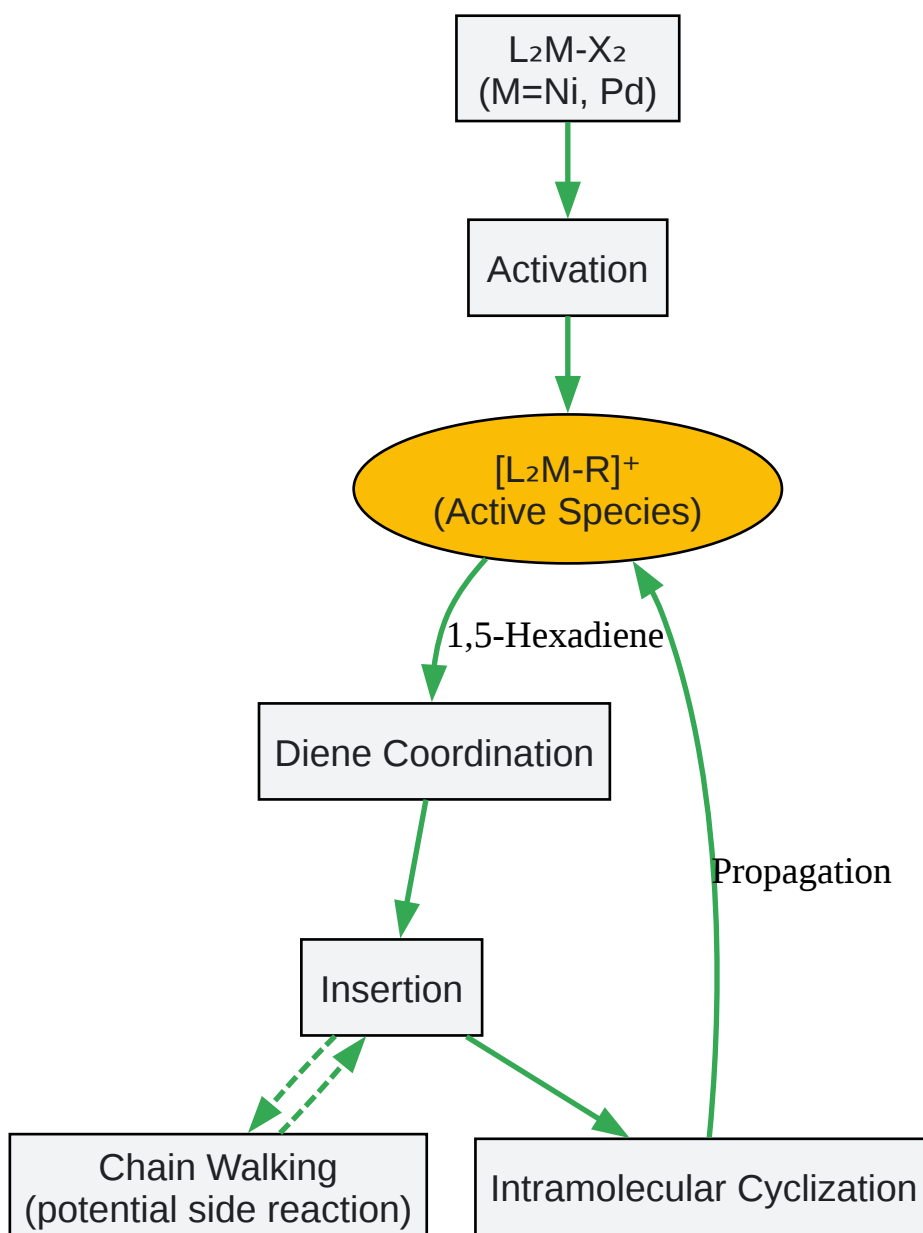 L₂M-X₂
(M=Ni, Pd)
Activation
[L₂M-R]⁺
(Active Species)
1,5-Hexadiene
Diene Coordination
Propagation
Insertion
Chain Walking
(potential side reaction)
Intramolecular Cyclization